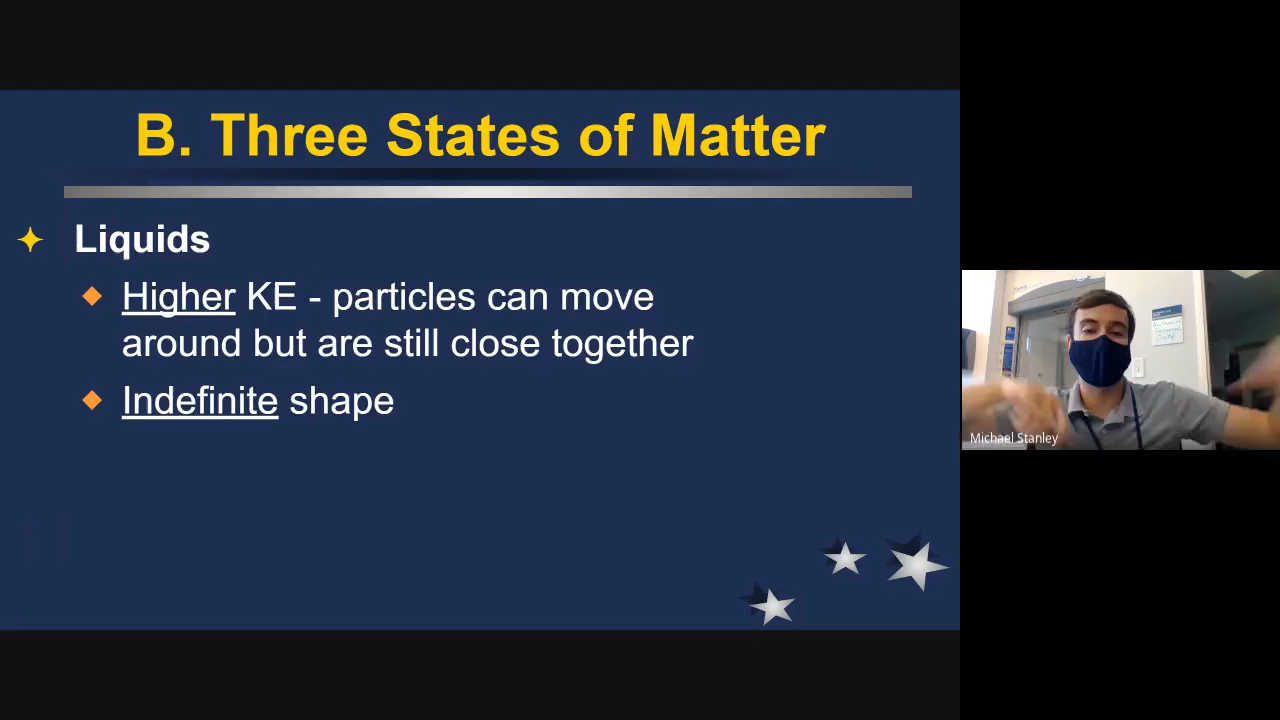 B. Three States of Matter
Liquids
Higher KE - particles can move
around but are still close together
Indefinite shape
Michael Stanley